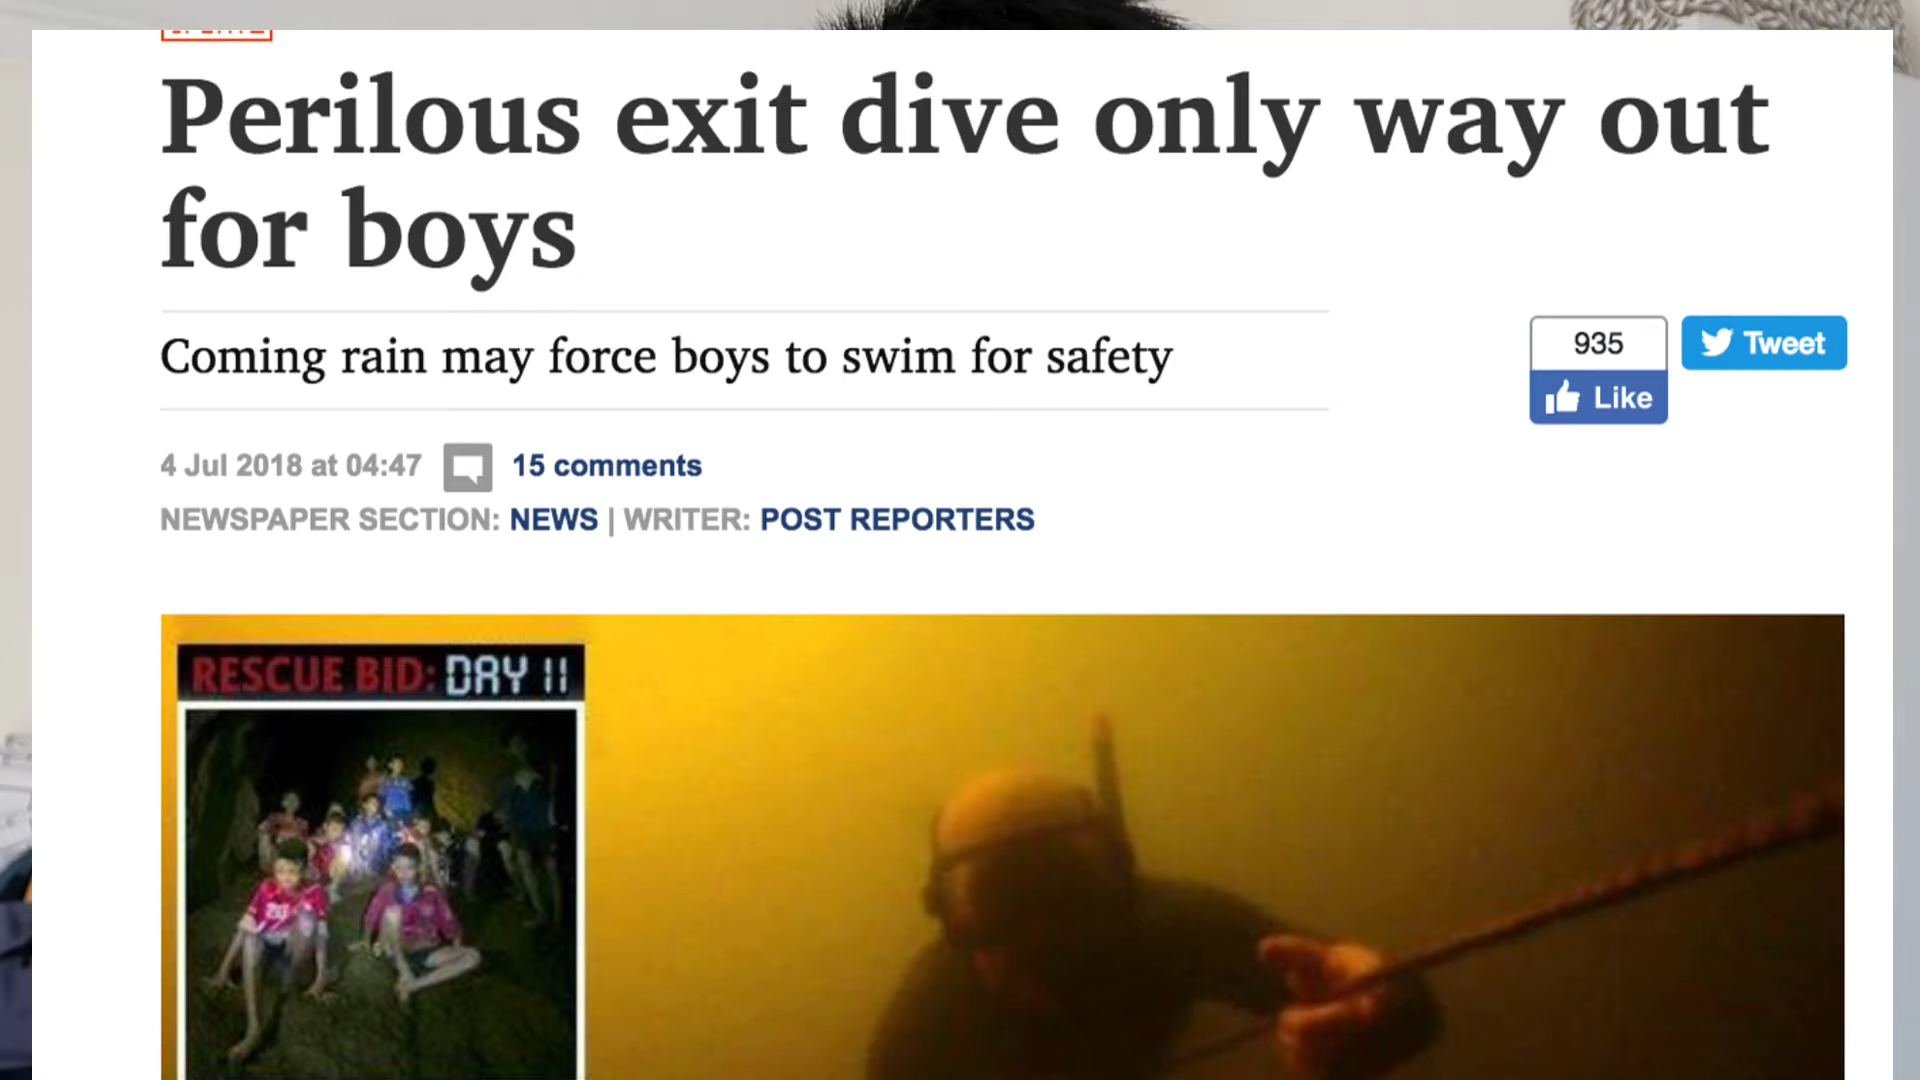 Perilous exit dive only way out
for boys
Coming rain may force boys to swim for safety
935
Tweet
Like
4 Jul 2018 at 04:47 15 comments
NEWSPAPER SECTION: NEWS | WRITER: POST REPORTERS
RESCUE BID: DAY 11
20